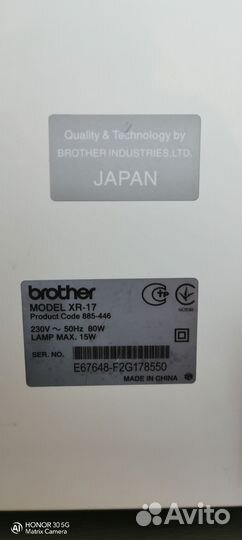 Quality & Technology by
BROTHER INDUSTRIES.LTD.
JAPAN
brother
MODEL XR-17
Product Code 885-446
230V ~ 50Hz 80W
LAMP MAX. 15W
SER. NO.
E67648-F2G178550
MADE IN CHINA
HONOR 30 5G
Matrix Camera
Avito